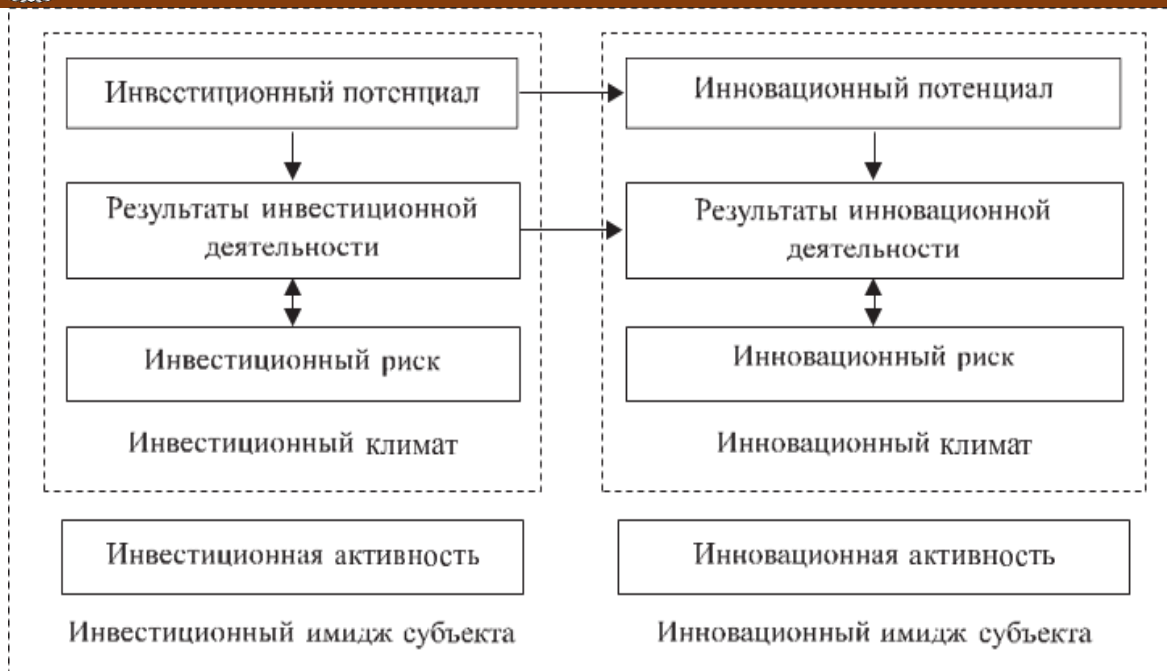 Инвестиционный потенциал
Инновационный потенциал
Результаты инвестиционной
деятельности
Результаты инновационной
деятельности
Инвестиционный риск
Инновационный риск
Инвестиционный климат
Инновационный климат
Инвестиционная активность
Инновационная активность
Инвестиционный имидж субъекта
Инновационный имидж субъекта